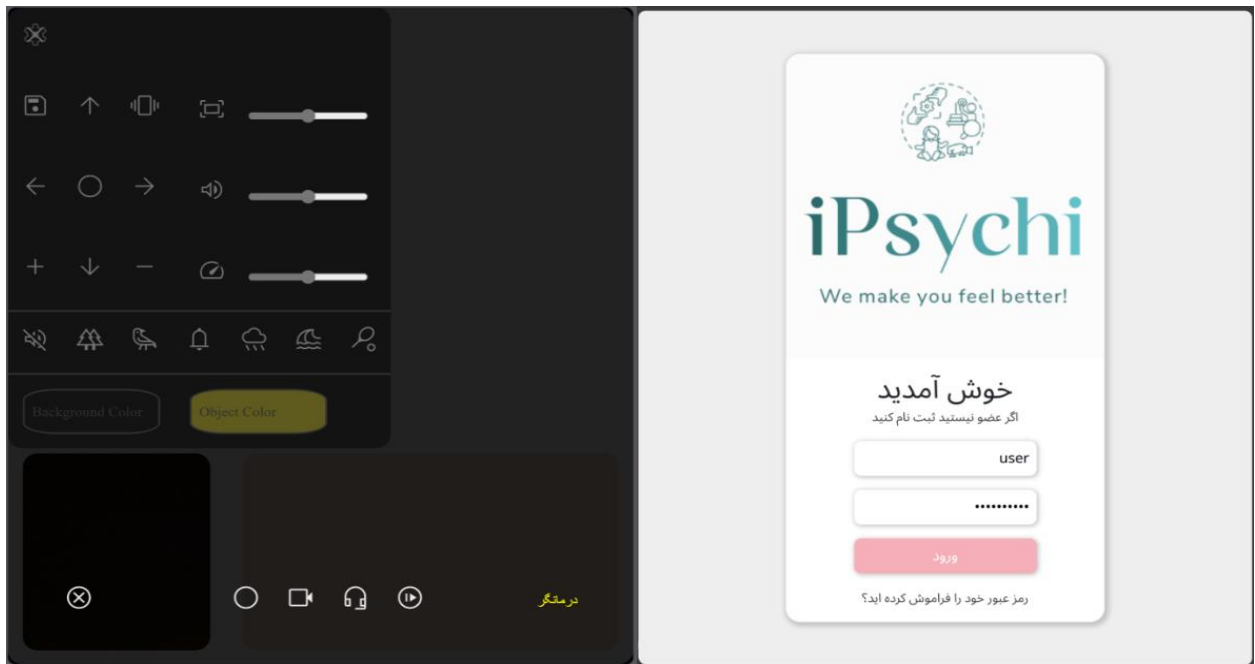 Background Color
Object Color
درمانگر
iPsychi
We make you feel better!
خوش آمدید
اگر عضو نیستید ثبت نام کنید
user
••••••••••
ورود
رمز عبور خود را فراموش کرده اید؟